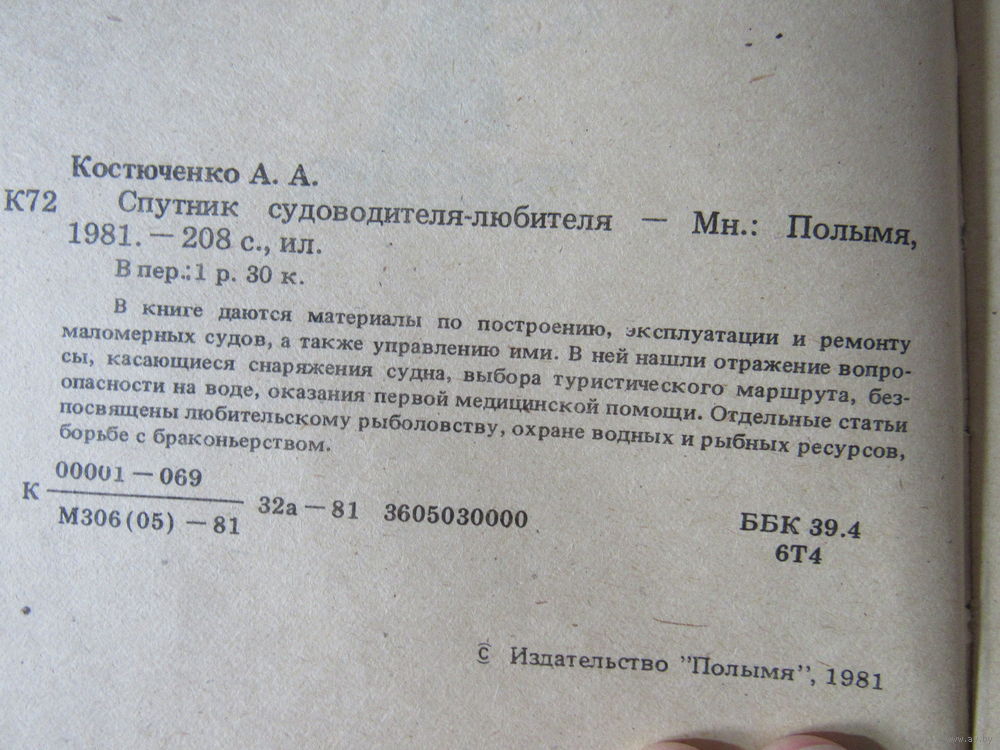 Костюченко А. А.
К72 Спутник судоводителя-любителя — Мн.: Полымя,
1981. — 208 с., ил.
В пер.: 1 р. 30 к.
В книге даются материалы по построению, эксплуатации и ремонту
маломерных судов, а также управлению ими. В ней нашли отражение вопро-
сы, касающиеся снаряжения судна, выбора туристического маршрута, без-
опасности на воде, оказания первой медицинской помощи. Отдельные статьи
посвящены любительскому рыболовству, охране водных и рыбных ресурсов,
борьбе с браконьерством.
00001 — 069
К 32а — 81 3605030000
М306(05) — 81
ББК 39.4
6Т4
© Издательство "Полымя", 1981